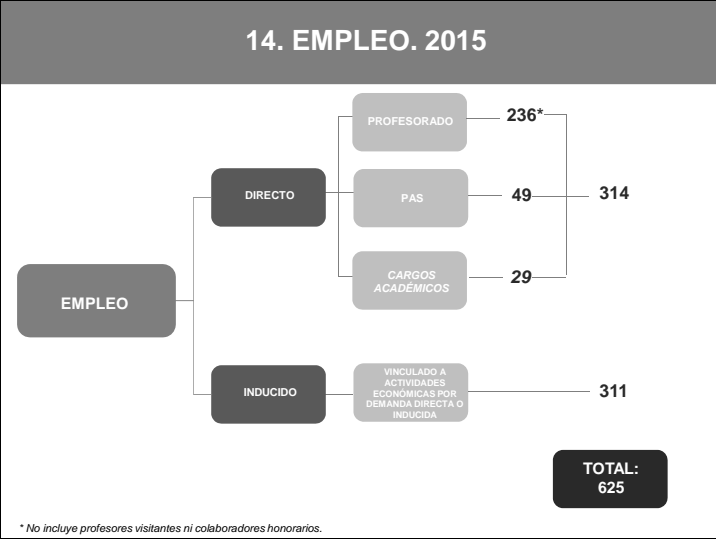 14. EMPLEO. 2015
PROFESORADO
236*
DIRECTO
PAS
49
314
CARGOS
ACADÉMICOS
29
EMPLEO
INDUCIDO
VINCULADO A
ACTIVIDADES
ECONÓMICAS POR
DEMANDA DIRECTA O
INDUCIDA
311
TOTAL:
625
* No incluye profesores visitantes ni colaboradores honorarios.